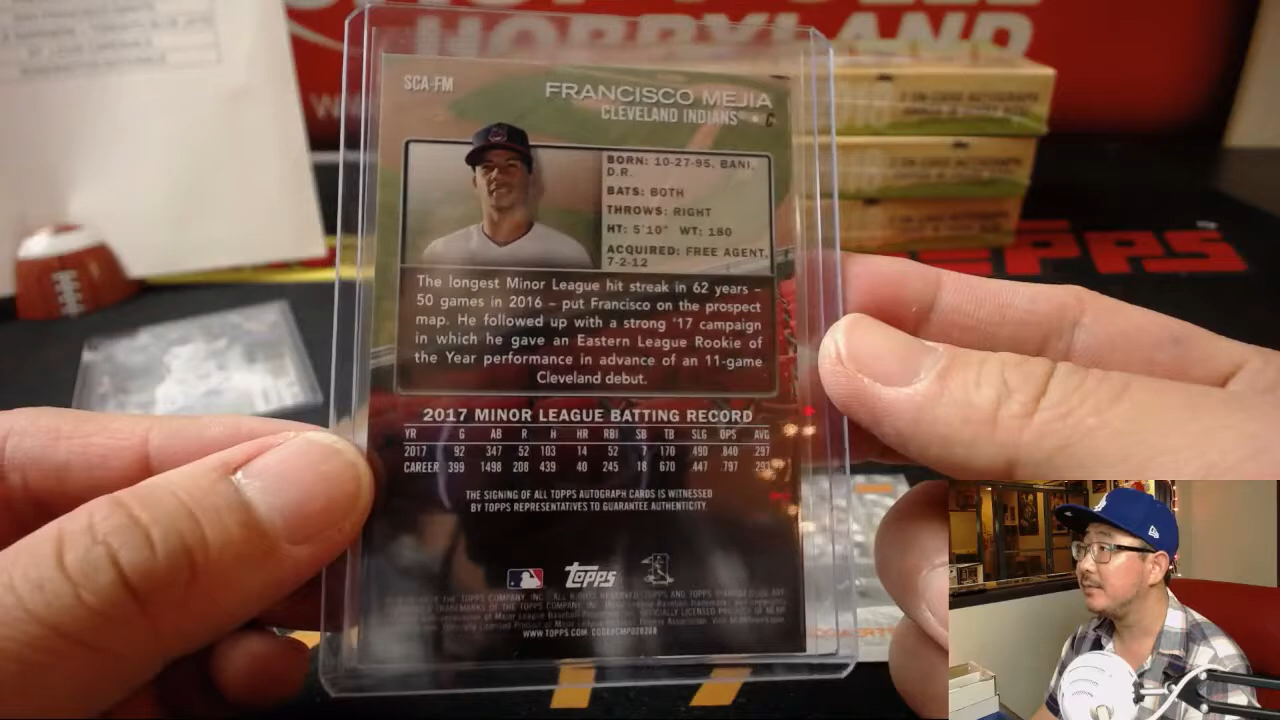 HOBBYLAND
SCA-FM
FRANCISCO MEJIA
CLEVELAND INDIANS • C
BORN: 10-27-95, BANI,
D.R.
BATS: BOTH
THROWS: RIGHT
HT: 5'10" WT: 180
ACQUIRED: FREE AGENT,
7-2-12
The longest Minor League hit streak in 62 years –
50 games in 2016 – put Francisco on the prospect
map. He followed up with a strong '17 campaign
in which he gave an Eastern League Rookie of
the Year performance in advance of an 11-game
Cleveland debut.
2017 MINOR LEAGUE BATTING RECORD
YR G AB R H HR RBI SB TB SLG OPS AVG
2017 92 347 52 103 14 52 7 170 .490 .840 .297
CAREER 399 1498 208 439 40 245 18 670 .447 .797
THE SIGNING OF ALL TOPPS AUTOGRAPH CARDS IS WITNESSED
BY TOPPS REPRESENTATIVES TO GUARANTEE AUTHENTICITY.
topps
WWW.TOPPS.COM CODE#CMP028268